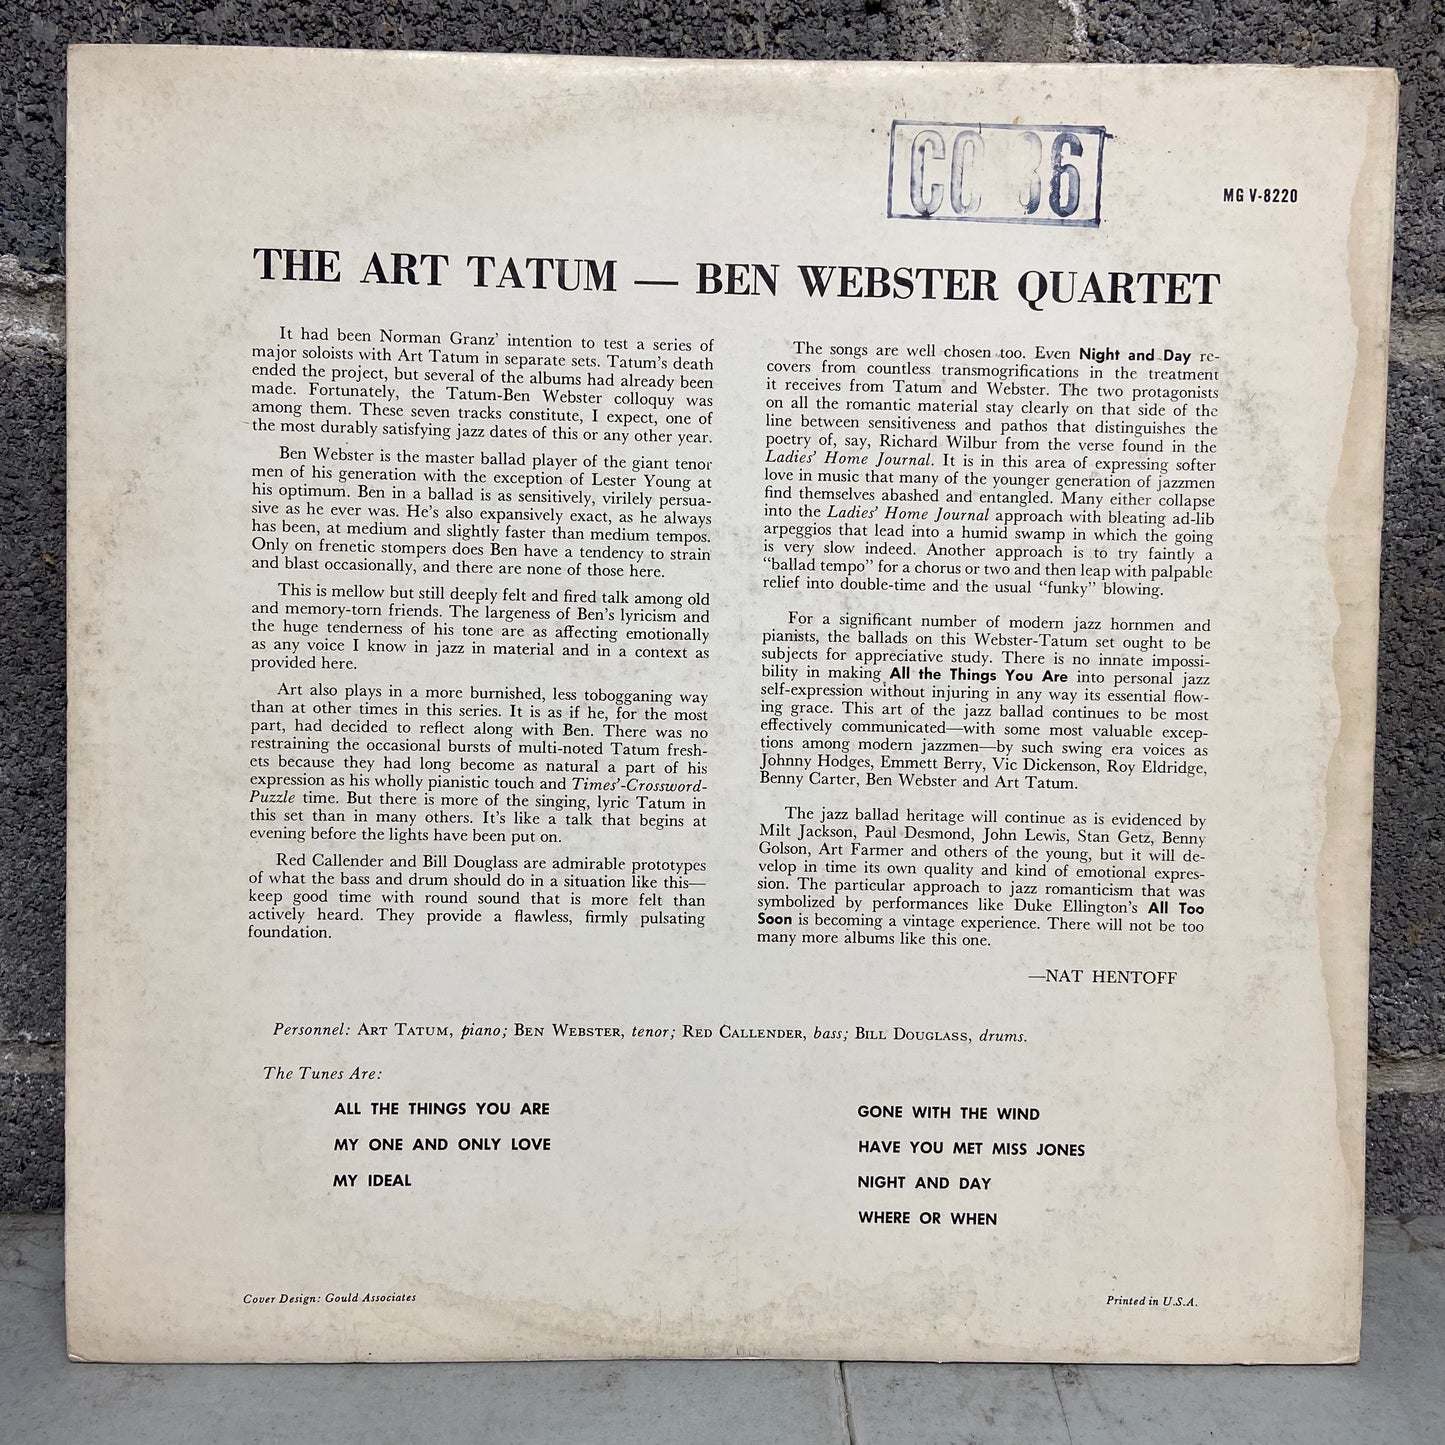 CC 36
MG V-8220
THE ART TATUM — BEN WEBSTER QUARTET
It had been Norman Granz' intention to test a series of
major soloists with Art Tatum in separate sets. Tatum's death
ended the project, but several of the albums had already been
made. Fortunately, the Tatum-Ben Webster colloquy was
among them. These seven tracks constitute, I expect, one of
the most durably satisfying jazz dates of this or any other year.
Ben Webster is the master ballad player of the giant tenor
men of his generation with the exception of Lester Young at
his optimum. Ben in a ballad is as sensitively, virilely persua-
sive as he ever was. He's also expansively exact, as he always
has been, at medium and slightly faster than medium tempos.
Only on frenetic stompers does Ben have a tendency to strain
and blast occasionally, and there are none of those here.
This is mellow but still deeply felt and fired talk among old
and memory-torn friends. The largeness of Ben's lyricism and
the huge tenderness of his tone are as affecting emotionally
as any voice I know in jazz in material and in a context as
provided here.
Art also plays in a more burnished, less tobogganing way
than at other times in this series. It is as if he, for the most
part, had decided to reflect along with Ben. There was no
restraining the occasional bursts of multi-noted Tatum fresh-
ets because they had long become as natural a part of his
expression as his wholly pianistic touch and Times'-Crossword-
Puzzle time. But there is more of the singing, lyric Tatum in
this set than in many others. It's like a talk that begins at
evening before the lights have been put on.
Red Callender and Bill Douglass are admirable prototypes
of what the bass and drum should do in a situation like this—
keep good time with round sound that is more felt than
actively heard. They provide a flawless, firmly pulsating
foundation.
The songs are well chosen too. Even Night and Day re-
covers from countless transmogrifications in the treatment
it receives from Tatum and Webster. The two protagonists
on all the romantic material stay clearly on that side of the
line between sensitiveness and pathos that distinguishes the
poetry of, say, Richard Wilbur from the verse found in the
Ladies' Home Journal. It is in this area of expressing softer
love in music that many of the younger generation of jazzmen
find themselves abashed and entangled. Many either collapse
into the Ladies' Home Journal approach with bleating ad-lib
arpeggios that lead into a humid swamp in which the going
is very slow indeed. Another approach is to try faintly a
"ballad tempo" for a chorus or two and then leap with palpable
relief into double-time and the usual "funky" blowing.
For a significant number of modern jazz hornmen and
pianists, the ballads on this Webster-Tatum set ought to be
subjects for appreciative study. There is no innate impossi-
bility in making All the Things You Are into personal jazz
self-expression without injuring in any way its essential flow-
ing grace. This art of the jazz ballad continues to be most
effectively communicated—with some most valuable excep-
tions among modern jazzmen—by such swing era voices as
Johnny Hodges, Emmett Berry, Vic Dickenson, Roy Eldridge,
Benny Carter, Ben Webster and Art Tatum.
The jazz ballad heritage will continue as is evidenced by
Milt Jackson, Paul Desmond, John Lewis, Stan Getz, Benny
Golson, Art Farmer and others of the young, but it will de-
velop in time its own quality and kind of emotional expres-
sion. The particular approach to jazz romanticism that was
symbolized by performances like Duke Ellington's All Too
Soon is becoming a vintage experience. There will not be too
many more albums like this one.
—NAT HENTOFF
Personnel: ART TATUM, piano; BEN WEBSTER, tenor; RED CALLENDER, bass; BILL DOUGLASS, drums.
The Tunes Are:
ALL THE THINGS YOU ARE
MY ONE AND ONLY LOVE
MY IDEAL
GONE WITH THE WIND
HAVE YOU MET MISS JONES
NIGHT AND DAY
WHERE OR WHEN
Cover Design: Gould Associates
Printed in U.S.A.